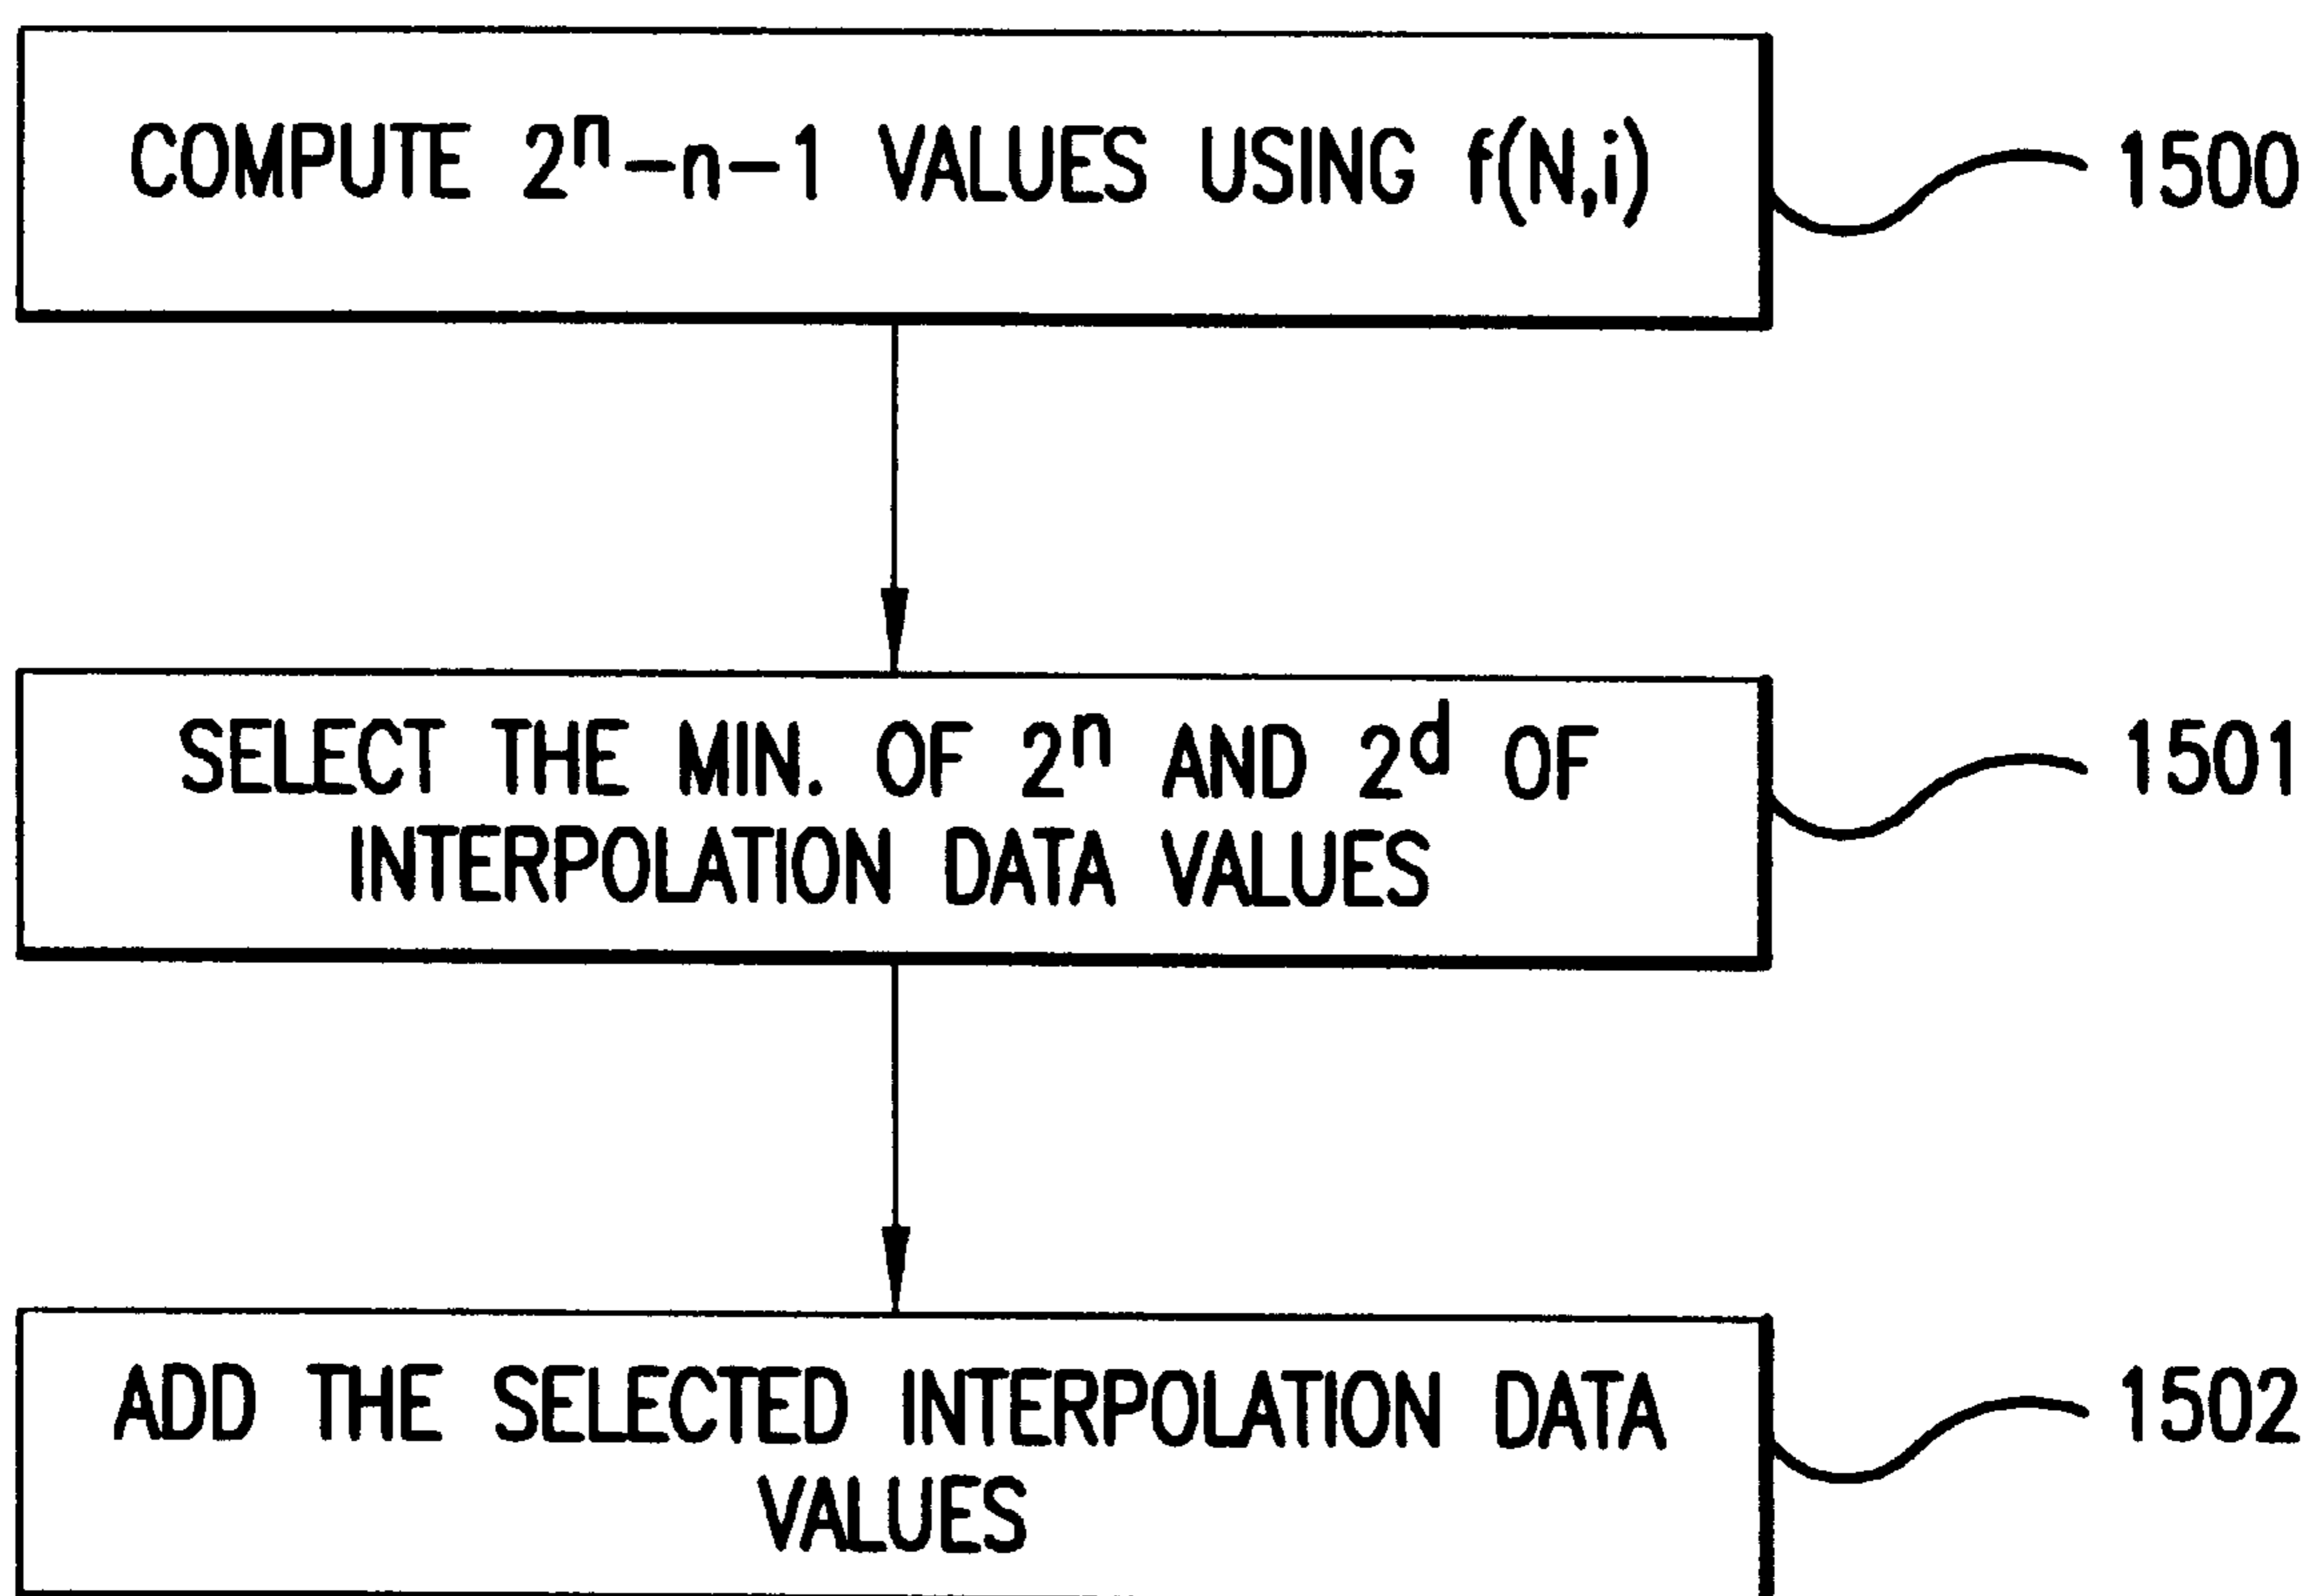 COMPUTE 2ⁿ-n-1 VALUES USING f(N,i)
1500
SELECT THE MIN. OF 2ⁿ AND 2ᵈ OF
INTERPOLATION DATA VALUES
1501
ADD THE SELECTED INTERPOLATION DATA
VALUES
1502